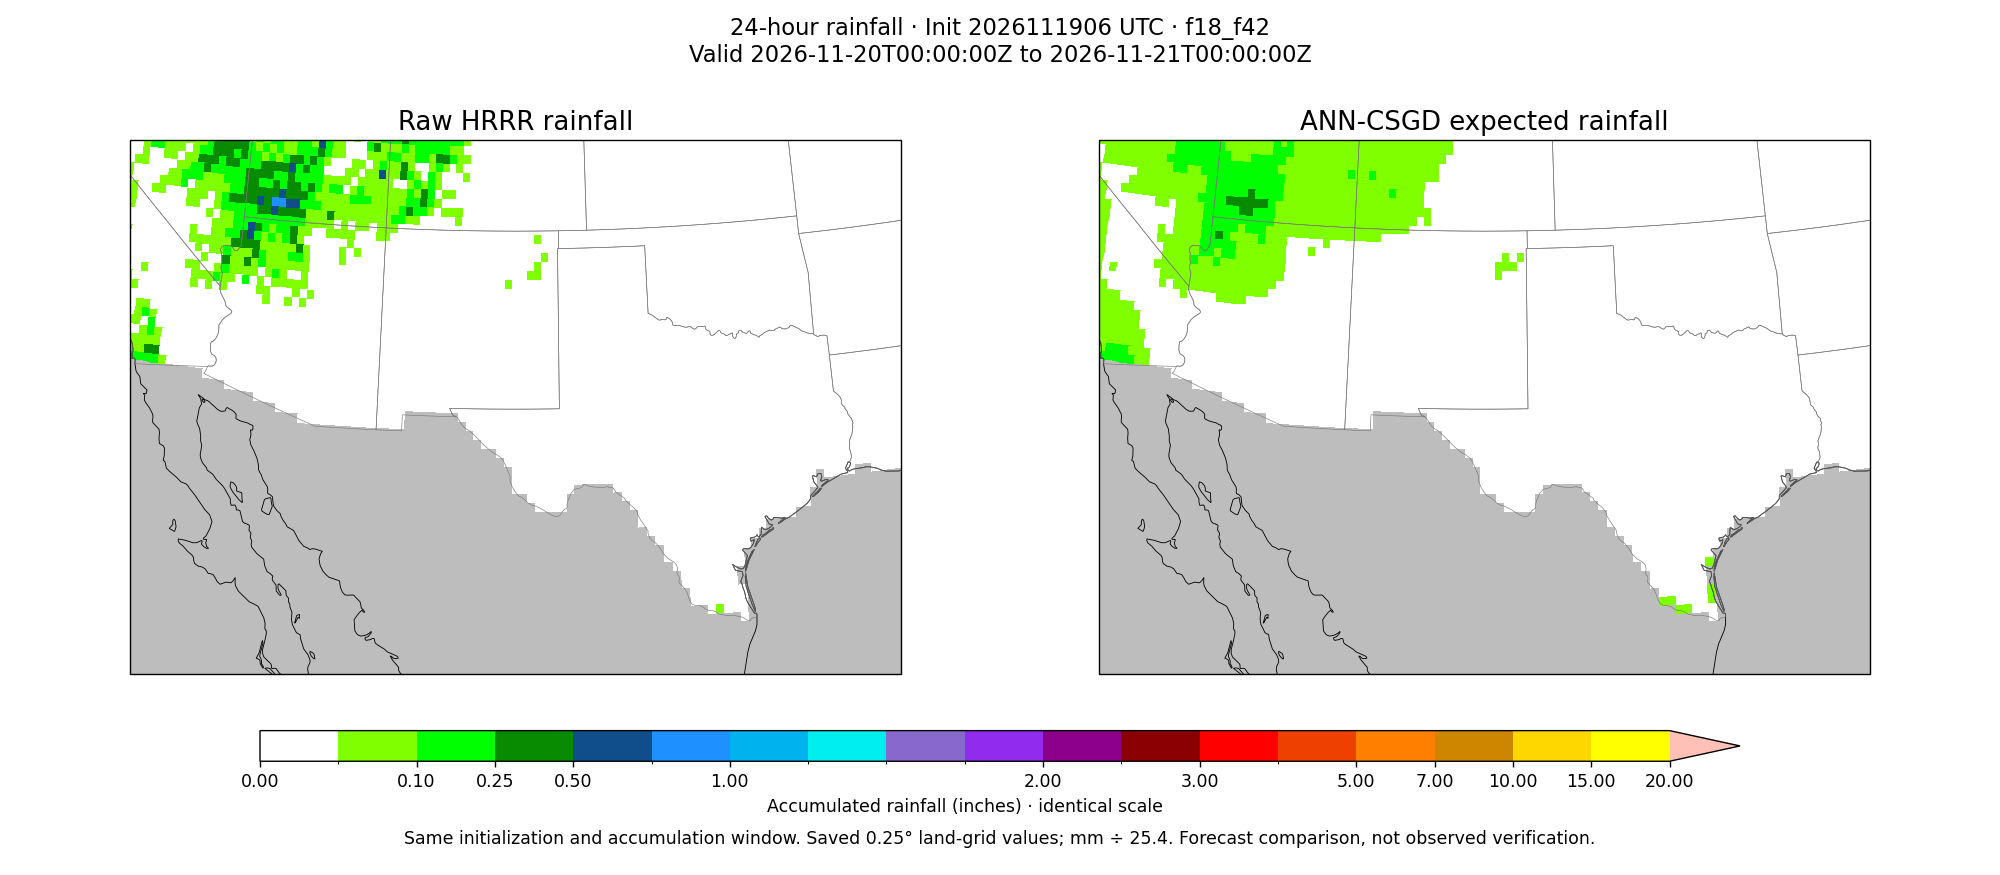 24-hour rainfall · Init 2026111906 UTC · f18_f42
Valid 2026-11-20T00:00:00Z to 2026-11-21T00:00:00Z
Raw HRRR rainfall
ANN-CSGD expected rainfall
0.00 0.10 0.25 0.50 1.00 2.00 3.00 5.00 7.00 10.00 15.00 20.00
Accumulated rainfall (inches) · identical scale
Same initialization and accumulation window. Saved 0.25° land-grid values; mm ÷ 25.4. Forecast comparison, not observed verification.